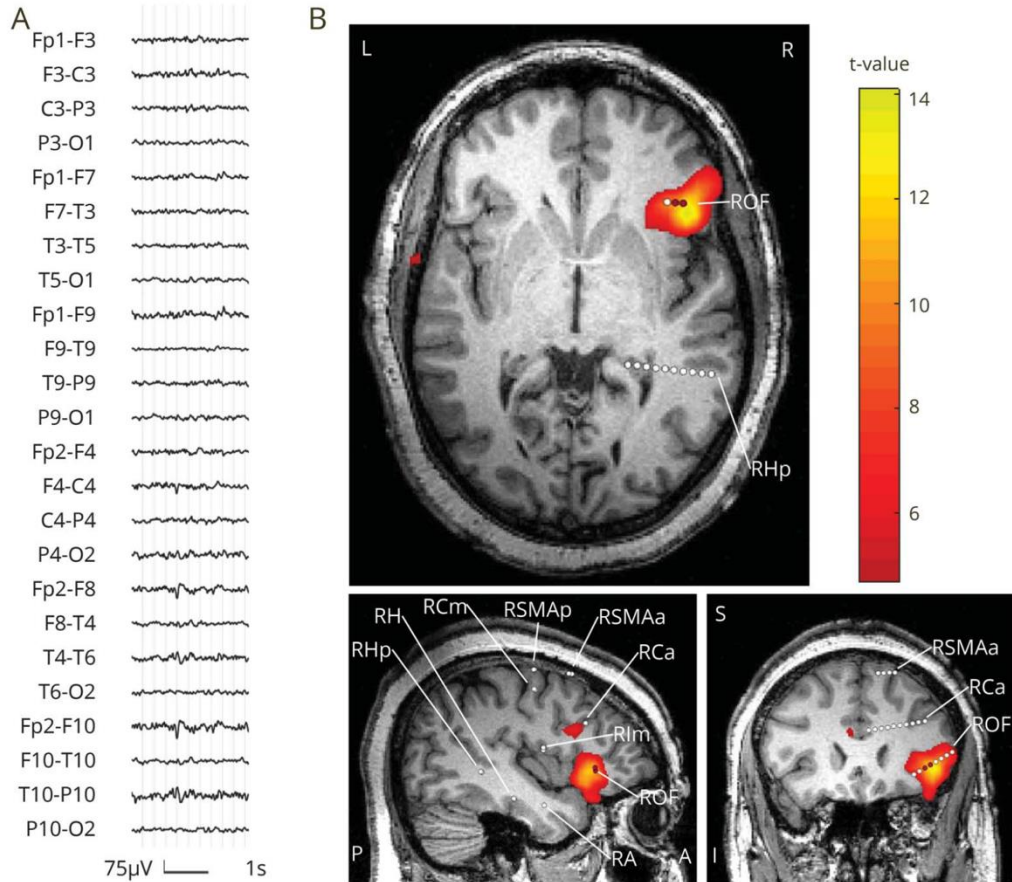 A
Fp1-F3
F3-C3
C3-P3
P3-O1
Fp1-F7
F7-T3
T3-T5
T5-O1
Fp1-F9
F9-T9
T9-P9
P9-O1
Fp2-F4
F4-C4
C4-P4
P4-O2
Fp2-F8
F8-T4
T4-T6
T6-O2
Fp2-F10
F10-T10
T10-P10
P10-O2
75μV 1s
B
L R
ROF
RHp
t-value
14
12
10
8
6
RCm RSMAp RSMAa
RH
RHp RCa
RIm
ROF
RA
P A
S
RSMAa
RCa
ROF
I